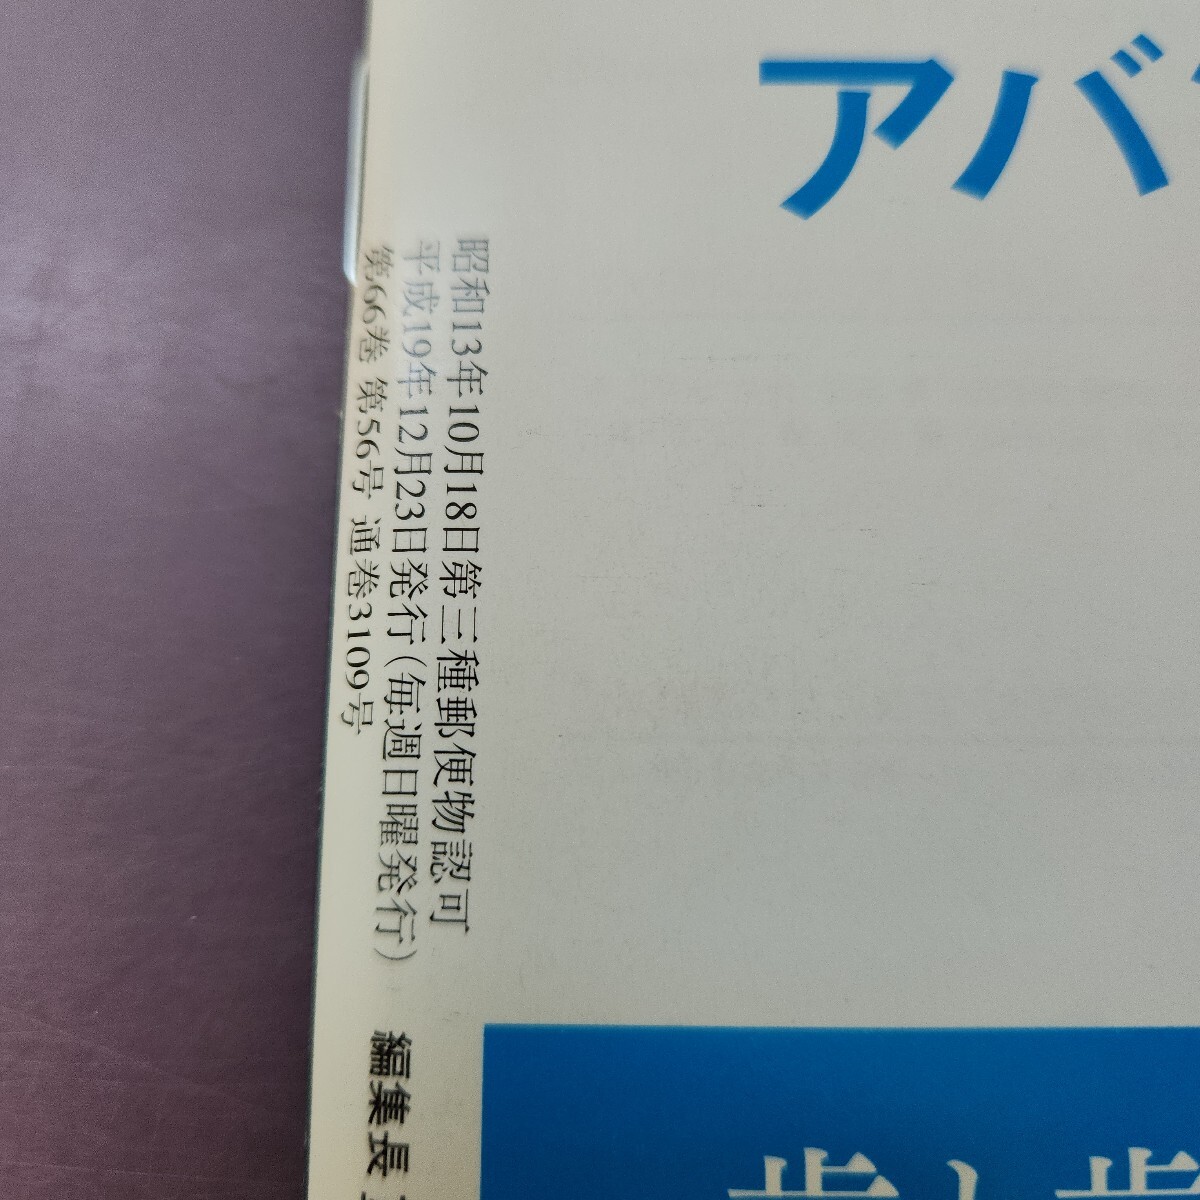 アバ
昭和13年10月18日第三種郵便物認可
平成19年12月23日発行(毎週日曜発行)
第66巻 第56号 通巻3109号
編集長
歯と歯